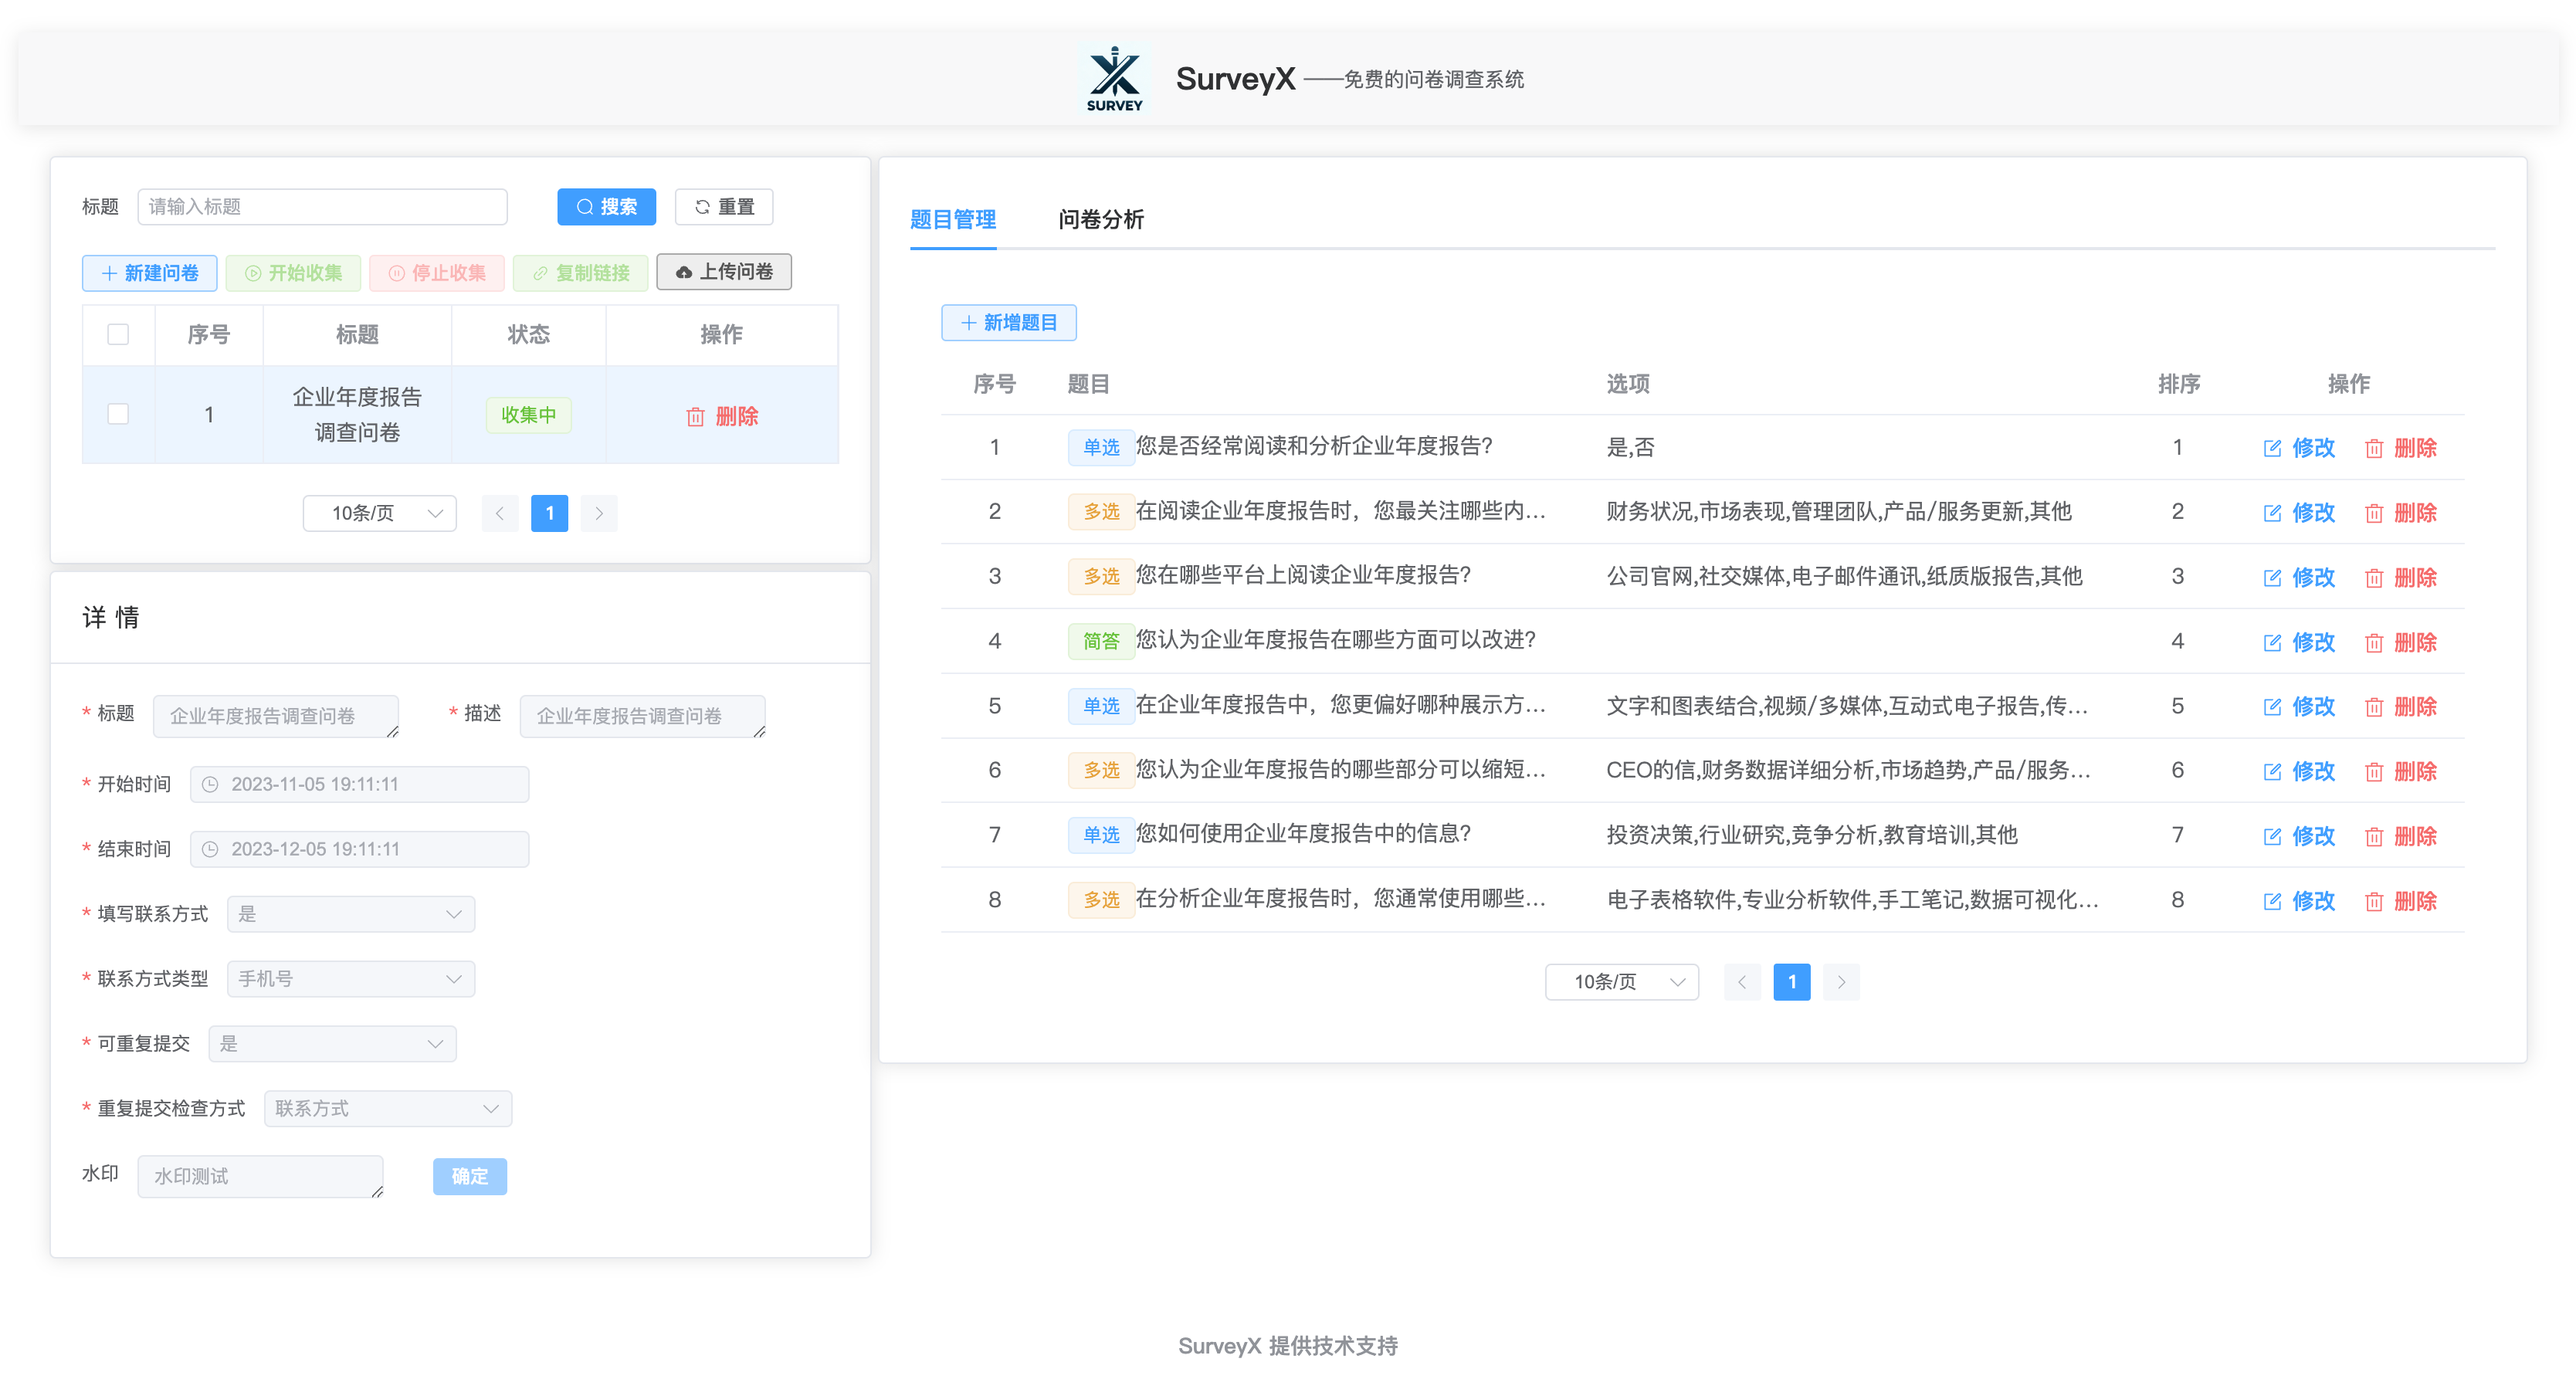 SURVEY
SurveyX ——免费的问卷调查系统
标题 请输入标题 搜索 重置
新建问卷 开始收集 停止收集 复制链接 上传问卷
序号 标题 状态 操作
1 企业年度报告 收集中 删除
调查问卷
10条/页 1
详 情
* 标题 企业年度报告调查问卷 * 描述 企业年度报告调查问卷
* 开始时间 2023-11-05 19:11:11
* 结束时间 2023-12-05 19:11:11
* 填写联系方式 是
* 联系方式类型 手机号
* 可重复提交 是
* 重复提交检查方式 联系方式
水印 水印测试 确定
题目管理 问卷分析
新增题目
序号 题目 选项 排序 操作
1 单选 您是否经常阅读和分析企业年度报告? 是,否 1 修改 删除
2 多选 在阅读企业年度报告时，您最关注哪些内... 财务状况,市场表现,管理团队,产品/服务更新,其他 2 修改 删除
3 多选 您在哪些平台上阅读企业年度报告? 公司官网,社交媒体,电子邮件通讯,纸质版报告,其他 3 修改 删除
4 简答 您认为企业年度报告在哪些方面可以改进? 4 修改 删除
5 单选 在企业年度报告中，您更偏好哪种展示方... 文字和图表结合,视频/多媒体,互动式电子报告,传... 5 修改 删除
6 多选 您认为企业年度报告的哪些部分可以缩短... CEO的信,财务数据详细分析,市场趋势,产品/服务... 6 修改 删除
7 单选 您如何使用企业年度报告中的信息? 投资决策,行业研究,竞争分析,教育培训,其他 7 修改 删除
8 多选 在分析企业年度报告时，您通常使用哪些... 电子表格软件,专业分析软件,手工笔记,数据可视化... 8 修改 删除
10条/页 1
SurveyX 提供技术支持